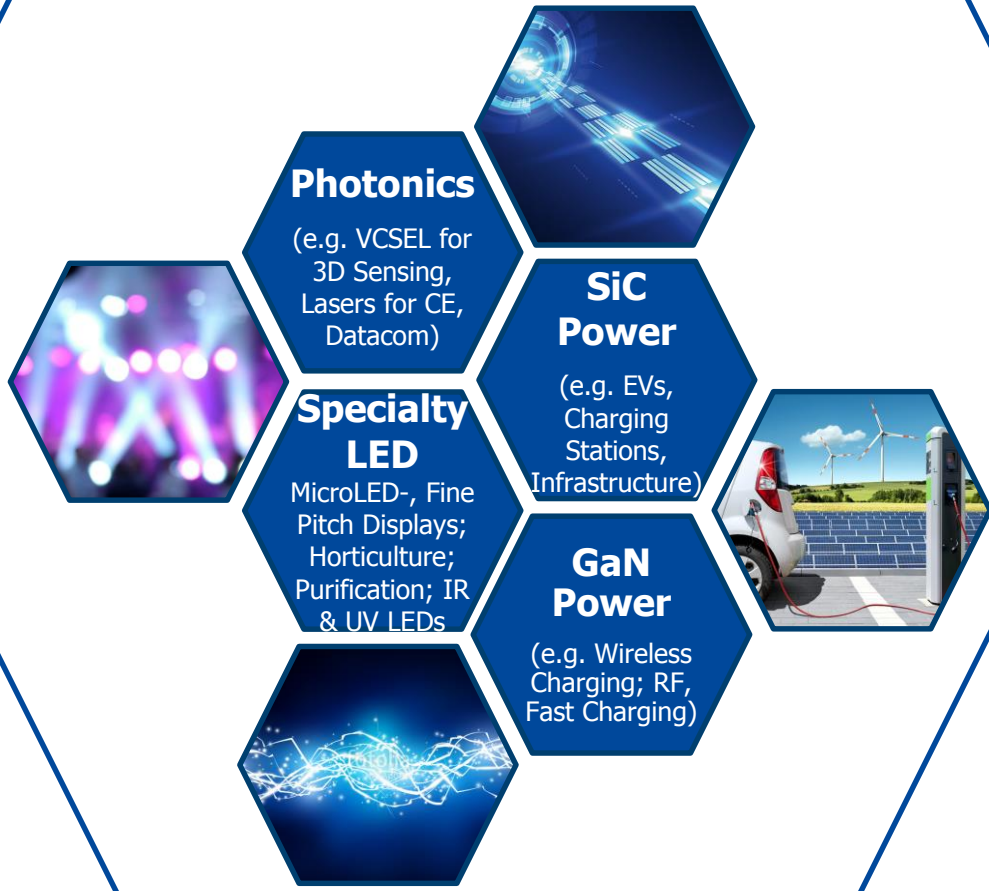 Photonics
(e.g. VCSEL for
3D Sensing,
Lasers for CE,
Datacom)
SiC
Power
(e.g. EVs,
Charging
Stations,
Infrastructure)
Specialty
LED
MicroLED-, Fine
Pitch Displays;
Horticulture;
Purification; IR
& UV LEDs
GaN
Power
(e.g. Wireless
Charging; RF,
Fast Charging)
fotolia